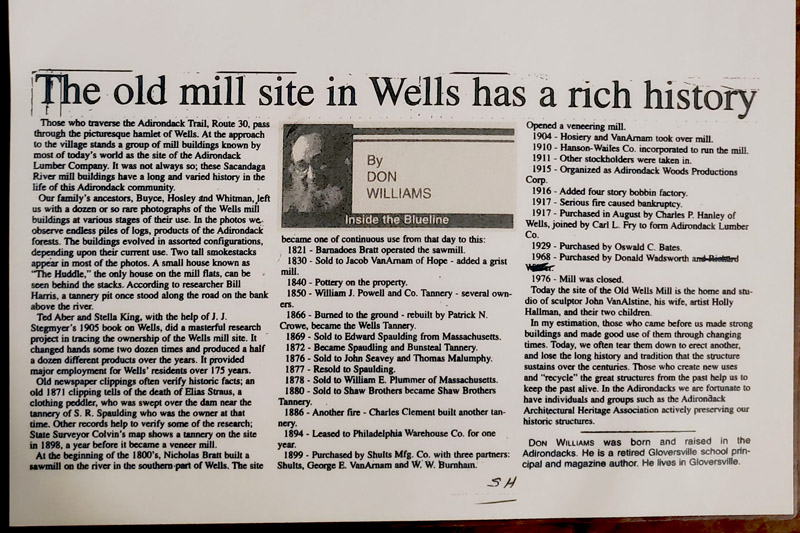 The old mill site in Wells has a rich history
Those who traverse the Adirondack Trail, Route 30, pass
through the picturesque hamlet of Wells. At the approach
to the village stands a group of mill buildings known by
most of today's world as the site of the Adirondack
Lumber Company. It was not always so; these Sacandaga
River mill buildings have a long and varied history in the
life of this Adirondack community.
Our family's ancestors, Buyce, Hosley and Whitman, left
us with a dozen or so rare photographs of the Wells mill
buildings at various stages of their use. In the photos we
observe endless piles of logs, products of the Adirondack
forests. The buildings evolved in assorted configurations,
depending upon their current use. Two tall smokestacks
appear in most of the photos. A small house known as
"The Huddle," the only house on the mill flats, can be
seen behind the stacks. According to researcher Bill
Harris, a tannery pit once stood along the road on the bank
above the river.
Ted Aber and Stella King, with the help of J. J.
Stegmyer's 1905 book on Wells, did a masterful research
project in tracing the ownership of the Wells mill site. It
changed hands some two dozen times and produced a half
a dozen different products over the years. It provided
major employment for Wells' residents over 175 years.
Old newspaper clippings often verify historic facts; an
old 1871 clipping tells of the death of Elias Straus, a
clothing peddler, who was swept over the dam near the
tannery of S. R. Spaulding who was the owner at that
time. Other records help to verify some of the research;
State Surveyor Colvin's map shows a tannery on the site
in 1898, a year before it became a veneer mill.
At the beginning of the 1800's, Nicholas Bratt built a
sawmill on the river in the southern part of Wells. The site
By
DON
WILLIAMS
Inside the Blueline
became one of continuous use from that day to this:
1821 - Barnadoes Bratt operated the sawmill.
1830 - Sold to Jacob VanArnam of Hope - added a grist
mill.
1840 - Pottery on the property.
1850 - William J. Powell and Co. Tannery - several own-
ers.
1866 - Burned to the ground - rebuilt by Patrick N.
Crowe, became the Wells Tannery.
1869 - Sold to Edward Spaulding from Massachusetts.
1872 - Became Spaudling and Bunsteal Tannery.
1876 - Sold to John Seavey and Thomas Malumphy.
1877 - Resold to Spaulding.
1878 - Sold to William E. Plummer of Massachusetts.
1880 - Sold to Shaw Brothers became Shaw Brothers
Tannery.
1886 - Another fire - Charles Clement built another tan-
nery.
1894 - Leased to Philadelphia Warehouse Co. for one
year.
1899 - Purchased by Shults Mfg. Co. with three partners:
Shults, George E. VanArnam and W. W. Burnham.
Opened a veneering mill.
1904 - Hosiery and VanArnam took over mill.
1910 - Hanson-Wailes Co. incorporated to run the mill.
1911 - Other stockholders were taken in.
1915 - Organized as Adirondack Woods Productions
Corp.
1916 - Added four story bobbin factory.
1917 - Serious fire caused bankruptcy.
1917 - Purchased in August by Charles P. Hanley of
Wells, joined by Carl L. Fry to form Adirondack Lumber
Co.
1929 - Purchased by Oswald C. Bates.
1968 - Purchased by Donald Wadsworth and Richard
1976 - Mill was closed.
Today the site of the Old Wells Mill is the home and stu-
dio of sculptor John VanAlstine, his wife, artist Holly
Hallman, and their two children.
In my estimation, those who came before us made strong
buildings and made good use of them through changing
times. Today, we often tear them down to erect another,
and lose the long history and tradition that the structure
sustains over the centuries. Those who create new uses
and "recycle" the great structures from the past help us to
keep the past alive. In the Adirondacks we are fortunate to
have individuals and groups such as the Adirondack
Architectural Heritage Association actively preserving our
historic structures.
DON WILLIAMS was born and raised in the
Adirondacks. He is a retired Gloversville school prin-
cipal and magazine author. He lives in Gloversville.
SH